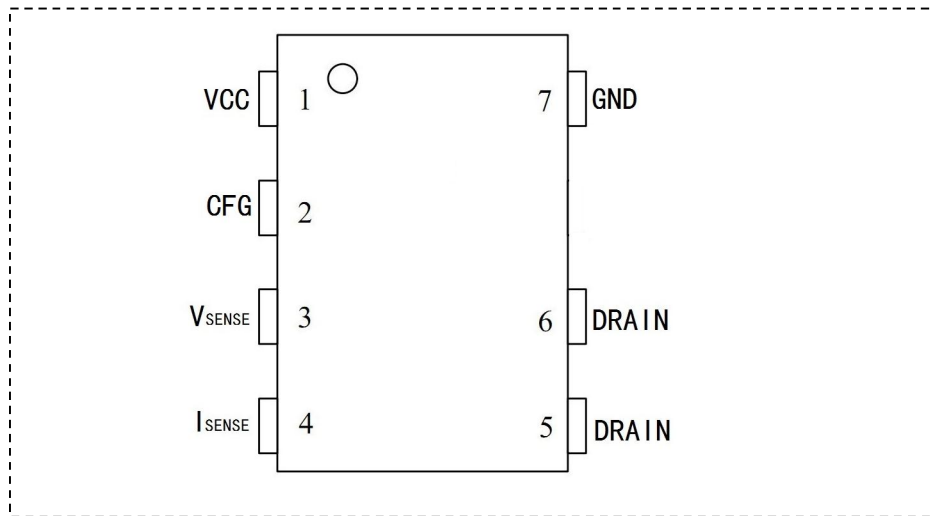 VCC 1 7 GND
CFG 2
VSENSE 3 6 DRAIN
ISENSE 4 5 DRAIN